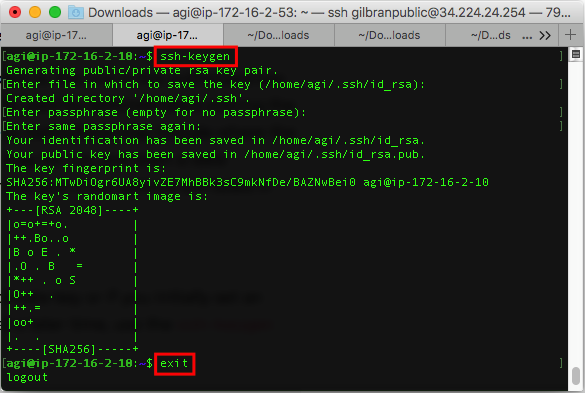 Downloads — agi@ip-172-16-2-53: ~ — ssh gilbranpublic@34.224.24.254 — 79...
agi@ip-17... agi@ip-17... ~/Do...loads ~/Do...loads ~/D...ds ... >> +
[agi@ip-172-16-2-10:~$ ssh-keygen ]
Generating public/private rsa key pair.
[Enter file in which to save the key (/home/agi/.ssh/id_rsa): ]
Created directory '/home/agi/.ssh'.
[Enter passphrase (empty for no passphrase): ]
[Enter same passphrase again: ]
Your identification has been saved in /home/agi/.ssh/id_rsa.
Your public key has been saved in /home/agi/.ssh/id_rsa.pub.
The key fingerprint is:
SHA256:MTwDiOgr6UA8yivZE7MhBBk3sC9mkNfDe/BAZNwBei0 agi@ip-172-16-2-10
The key's randomart image is:
+---[RSA 2048]----+
|o=o+=+o. |
|++.Bo..o |
|B o E . * |
|.O . B = |
|*++ . o S |
|O++ . |
|++.= |
|oo+ |
|. . |
+----[SHA256]-----+
[agi@ip-172-16-2-10:~$ exit ]
logout